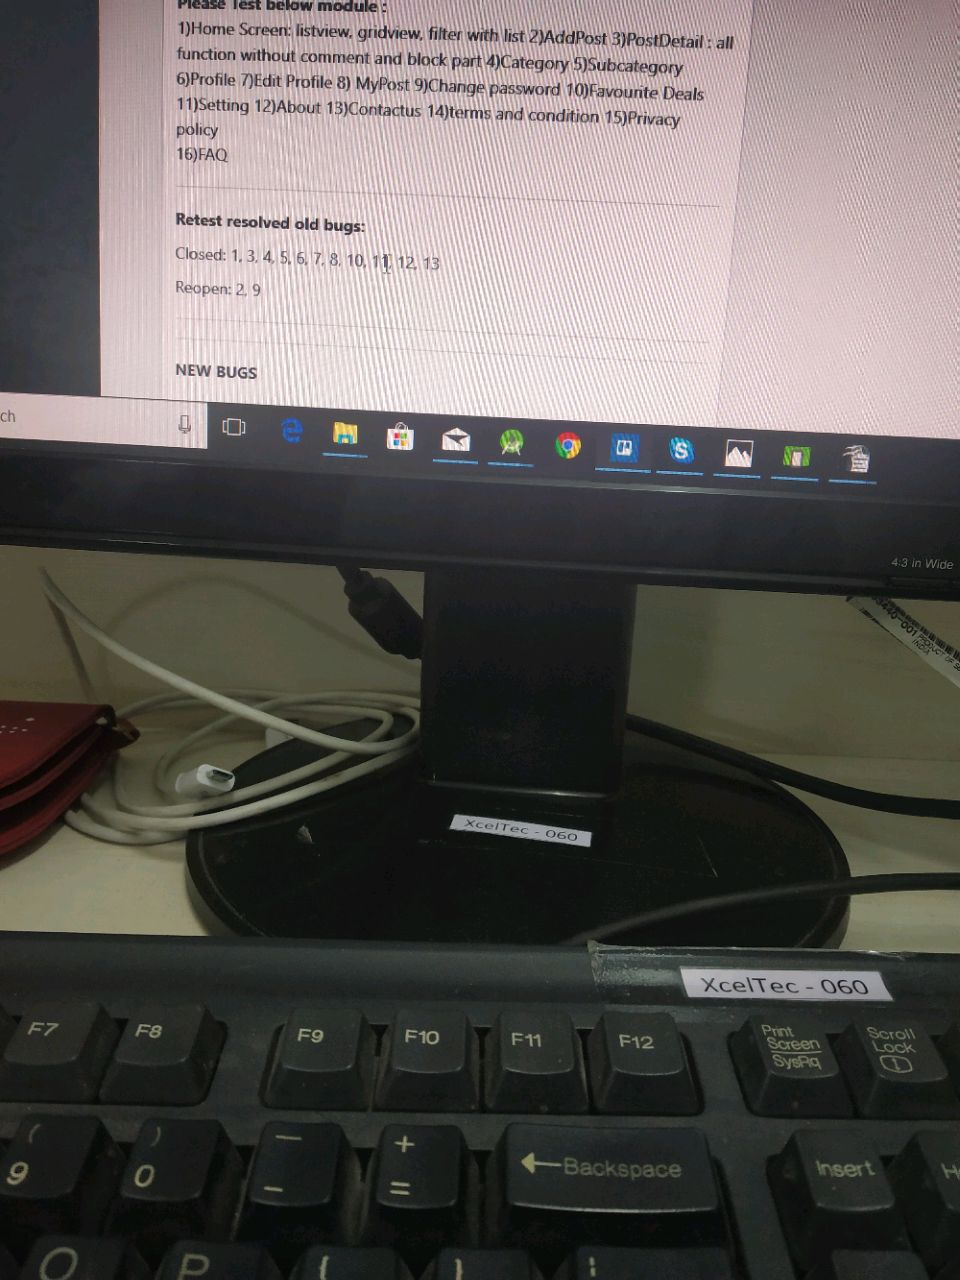 Please Test below module :
1)Home Screen: listview, gridview, filter with list 2)AddPost 3)PostDetail : all
function without comment and block part 4)Category 5)Subcategory
6)Profile 7)Edit Profile 8) MyPost 9)Change password 10)Favourite Deals
11)Setting 12)About 13)Contactus 14)terms and condition 15)Privacy
policy
16)FAQ
Retest resolved old bugs:
Closed: 1, 3, 4, 5, 6, 7, 8, 10, 11, 12, 13
Reopen: 2, 9
NEW BUGS
ch
4:3 in Wide
PRODUCT OF
INDIA
XcelTec - 060
XcelTec - 060
F7 F8 F9 F10 F11 F12 Print Screen SysRq Scroll Lock
( 9 ) 0 — - + = Backspace Insert
O P { }